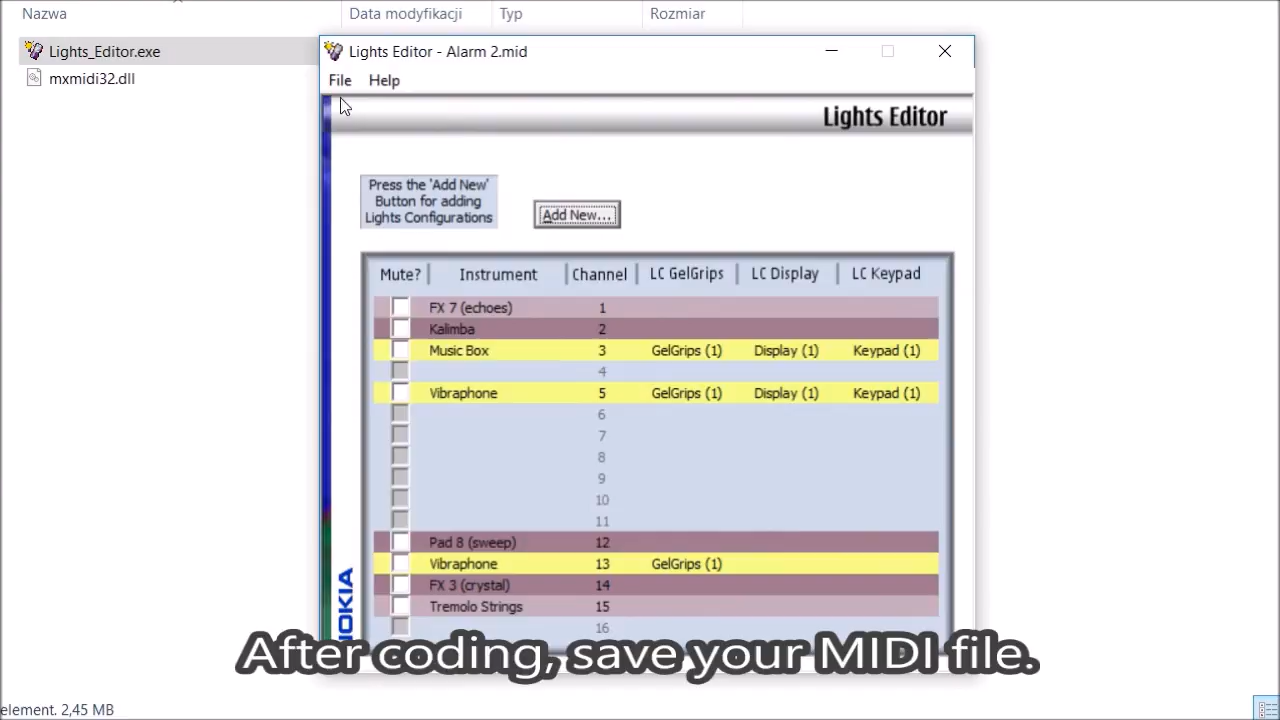 Nazwa Data modyfikacji Typ Rozmiar
Lights_Editor.exe
mxmidi32.dll
Lights Editor - Alarm 2.mid
File Help
Lights Editor
Press the 'Add New'
Button for adding
Lights Configurations
Add New...
Mute? Instrument Channel LC GelGrips LC Display LC Keypad
FX 7 (echoes) 1
Kalimba 2
Music Box 3 GelGrips (1) Display (1) Keypad (1)
4
Vibraphone 5 GelGrips (1) Display (1) Keypad (1)
6
7
8
9
10
11
Pad 8 (sweep) 12
Vibraphone 13 GelGrips (1)
FX 3 (crystal) 14
Tremolo Strings 15
16
NOKIA
After coding, save your MIDI file.
element. 2,45 MB